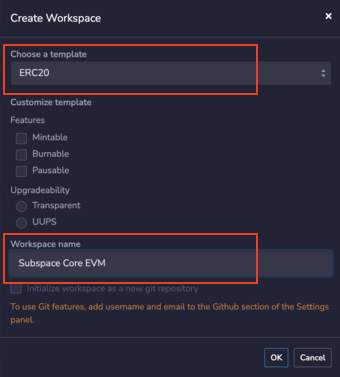 Create Workspace ×
Choose a template
ERC20
Customize template
Features
Mintable
Burnable
Pausable
Upgradeability
Transparent
UUPS
Workspace name
Subspace Core EVM
Initialize workspace as a new git repository
To use Git features, add username and email to the Github section of the Settings
panel.
OK Cancel